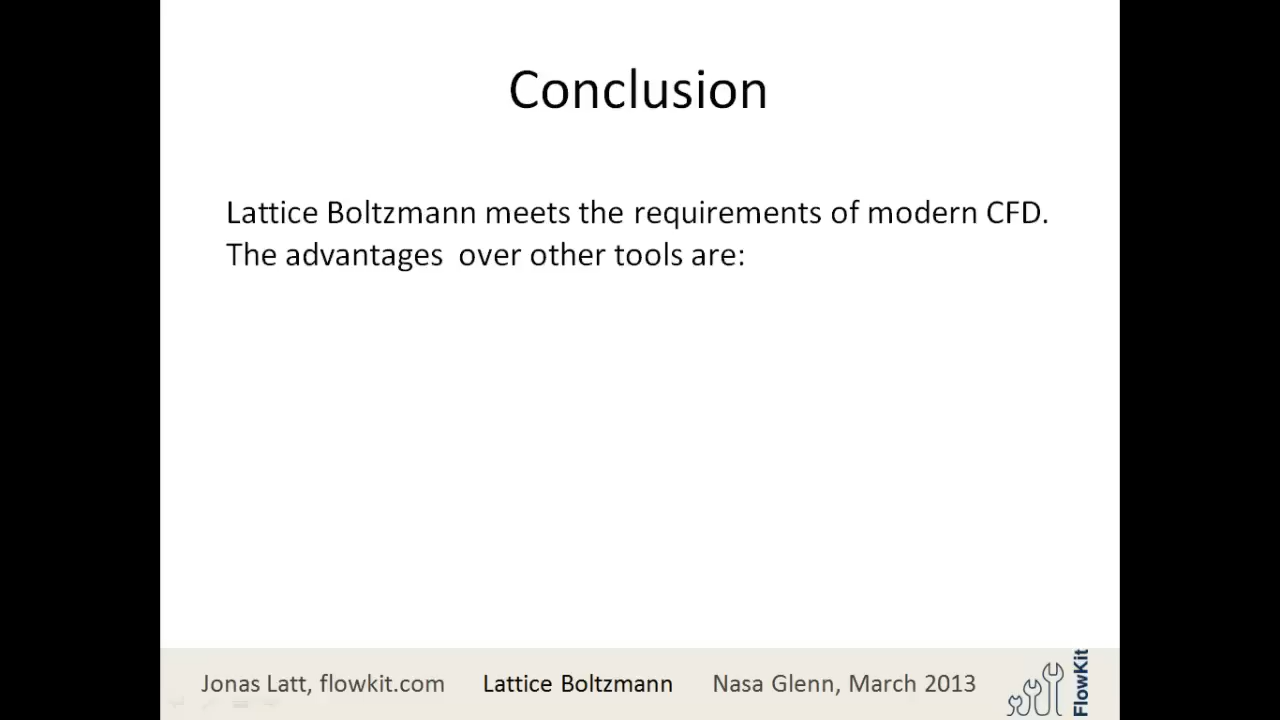 Conclusion
Lattice Boltzmann meets the requirements of modern CFD.
The advantages  over other tools are:
Jonas Latt, flowkit.com Lattice Boltzmann Nasa Glenn, March 2013
FlowKit